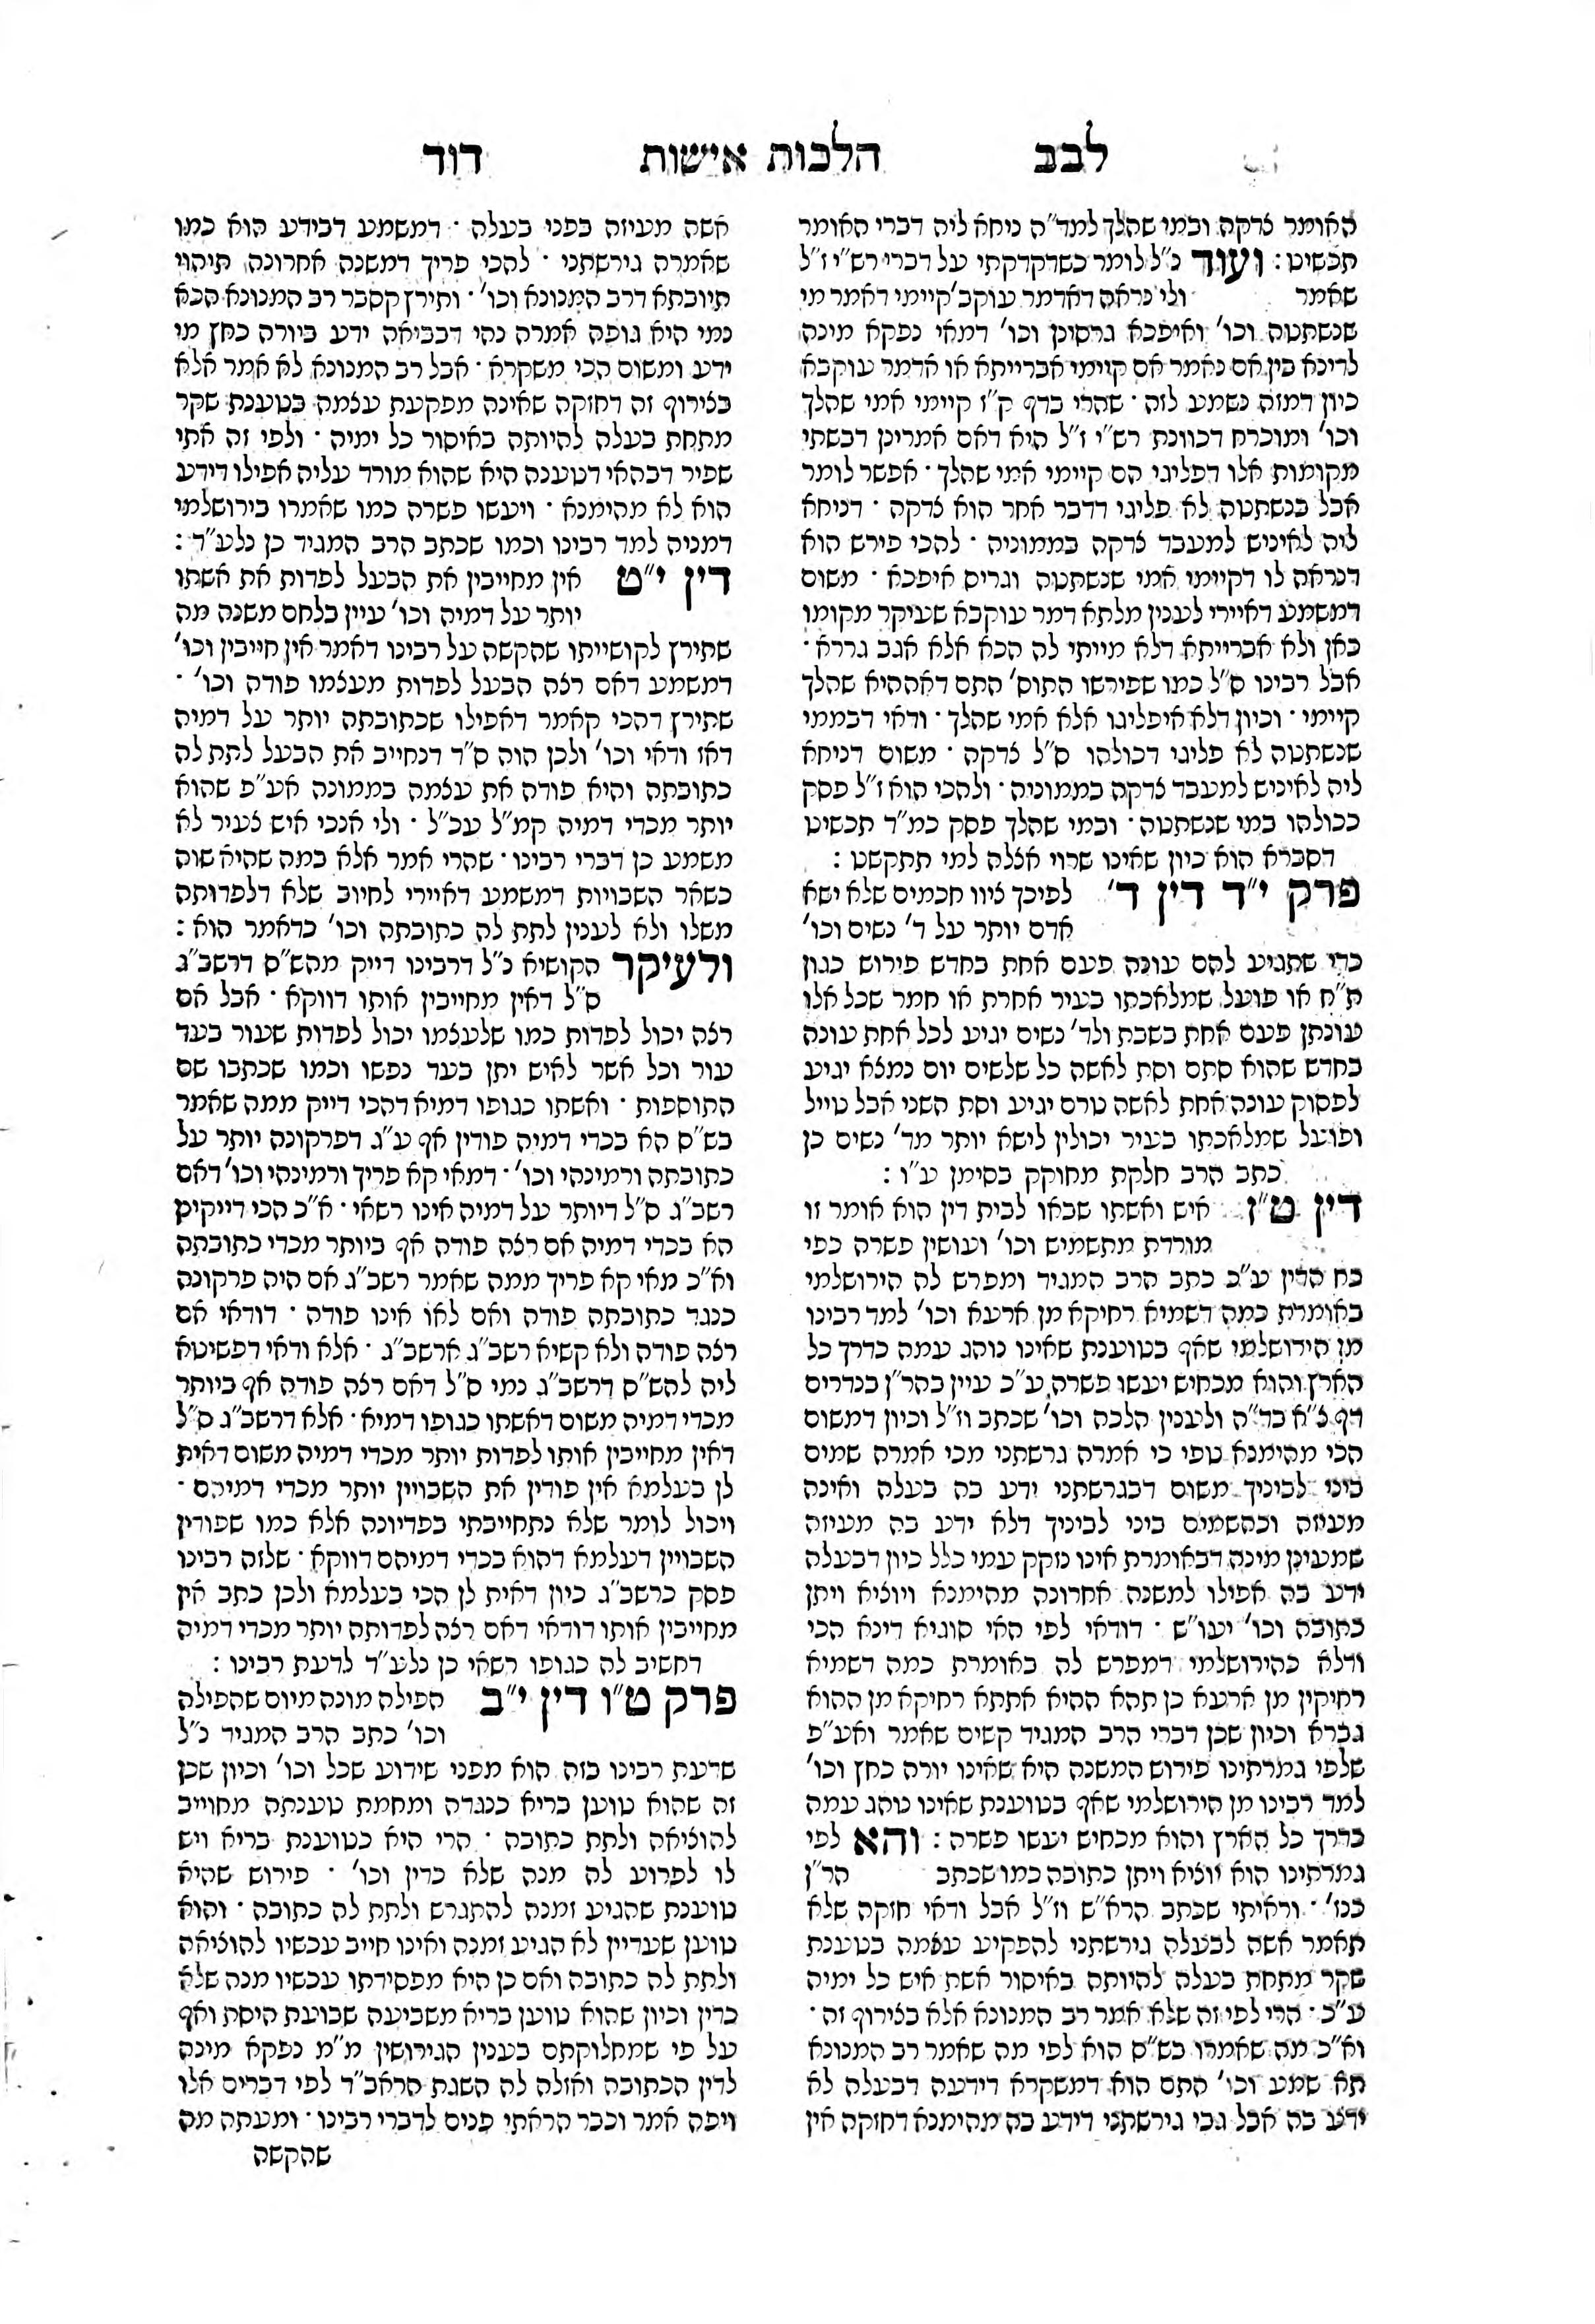 לבב הלכות אישות דוד
האומר צדקה ובמי שהלך למד"ה ניחא ליה דברי האומר
תכשיט: ועוד נ"ל לומר כשדקדקתי על דברי רש"י ז"ל
שאמר ולי נראה דאדמר עוקב' קיימי דאמר מי
שנשתטה וכו' ואיפכא גרסינן וכו' דמאי נפקא מינה
לדינא בין אם נאמר אם קיימי אברייתא או אדמר עוקבא
כיון דמזה נשמע לזה · שהרי בדף ק"ז קיימי אמי שהלך
וכו' ומוכרח דכוונת רש"י ז"ל היא דאם אמרינן דבשתי
מקומות אלו דפליגי הם קיימי אמי שהלך · אפשר לומר
אבל בנשתטה לא פליגי דדבר אחר הוא צדקה · דניחא
ליה לאיניש למעבד צדקה בממוניה · להכי פירש הוא
דנראה לו דקיימי אמי שנשתטה וגריס איפכא · משום
דמשמע דאיירי לענין מלתא דמר עוקבא שעיקר מקומו
כאן ולא אברייתא דלא מייתי לה הכא אלא אגב גררא ·
אבל רבינו ס"ל כמו שפירשו התוס' התם דאההיא שהלך
קיימי · וכיון דלא איפליגו אלא אמי שהלך · ודאי דבממי
שנשתטה לא פליגי דכולהו ס"ל צדקה · משום דניחא
ליה לאיניש למעבד צדקה בממוניה · ולהכי הוא ז"ל פסק
ככולהו במי שנשתטה · ובמי שהלך פסק כמ"ד תכשיט
דסברא הוא כיון שאינו שרוי אצלה למי תתקשט :
פרק י"ד דין ד' לפיכך ציוו חכמים שלא ישא
אדם יותר על ד' נשים וכו'
כדי שתגיע להם עונה פעם אחת בחדש פירוש כגון
ת"ח או פועל שמלאכתו בעיר אחרת או חמר שכל אלו
עונתן פעם אחת בשבת ולד' נשים יגיע לכל אחת עונה
בחדש שהוא סתם וסת לאשה כל שלשים יום נמצא יגיע
לפסוק עונה אחת לאשה טרם יגיע וסת השני אבל טייל
ופועל שמלאכתו בעיר יכולין לישא יותר מד' נשים כן
כתב הרב חלקת מחוקק בסימן ע"ו :
דין ט"ז איש ואשתו שבאו לבית דין הוא אומר זו
מורדת מתשמיש וכו' ועושין פשרה כפי
כח הדין ע"כ כתב הרב המגיד ומפרש לה הירושלמי
באומרת כמה דשמיא רחיקא מן ארעא וכו' למד רבינו
מן הירושלמי שאף בטוענת שאינו נוהג עמה כדרך כל
הארץ והוא מכחיש יעשו פשרה ע"כ עיין בהר"ן בנדרים
דף צ"א בד"ה ולענין הלכה וכו' שכתב וז"ל וכיון דמשום
הכי מהימנא טפי כי אמרה גרשתני מכי אמרה שמים
ביני לבינך משום דבגרשתני ידע בה בעלה ואינה
מעיזה ובהשמים ביני לביניך דלא ידע בה מעיזה
שמעינן מינה דבאומרת אינו נזקק עמי כלל כיון דבעלה
ידע בה אפילו למשנה אחרונה מהימנא ויוציא ויתן
כתובה וכו' יעו"ש · דודאי לפי האי סוגיא דינא הכי
ודלא כהירושלמי דמפרש לה באומרת כמה דשמיא
רחיקין מן ארעא כן תהא ההיא אתתא רחיקא מן ההוא
גברא וכיון שכן דברי הרב המגיד קשים שאמר ואע"פ
שלפי גמרתינו פירוש המשנה היא שאינו יורה כחץ וכו'
למד רבינו מן הירושלמי שאף בטוענת שאינו נוהג עמה
כדרך כל הארץ והוא מכחיש יעשו פשרה : והא לפי
גמרתינו הוא יוציא ויתן כתובה כמו שכתב הר"ן
כנז' · וראיתי שכתב הרא"ש וז"ל אבל ודאי חזקה שלא
תאמר אשה לבעלה גירשתני להפקיע עצמה בטענת
שקר מתחת בעלה להיותה באיסור אשת איש כל ימיה
ע"כ · הרי לפי זה שלא אמר רב המנונא אלא בצירוף זה ·
וא"כ מה שאמרו בש"ס הוא לפי מה שאמר רב המנונא
תא שמע וכו' התם הוא דמשקרא דידעה דבעלה לא
ידע בה אבל גבי גירשתני דידע בה מהימנא דחזקה אין
אשה מעיזה בפני בעלה · דמשמע דבידע הוא כמו
שאמרה גירשתני · להכי פריך דמשנה אחרונה תיהוי
תיובתא דרב המנונא וכו' · ותירץ קסבר רב המנונא הכא
נמי היא גופה אמרה נהי דבביאה ידע ביורה כחץ מי
ידע ומשום הכי משקרא · אבל רב המנונא לא אמר אלא
בצירוף זה דחזקה שאינה מפקעת עצמה בטענת שקר
מתחת בעלה להיותה באיסור כל ימיה · ולפי זה אתי
שפיר דבהאי דטענה היא שהוא מורד עליה אפילו דידע
הוא לא מהימנא · ויעשו פשרה כמו שאמרו בירושלמי
דמניה למד רבינו וכמו שכתב הרב המגיד כן נלע"ד :
דין י"ט אין מחייבין את הבעל לפדות את אשתו
יותר על דמיה וכו' עיין בלחם משנה מה
שתירץ לקושייתו שהקשה על רבינו דאמר אין חייבין וכו'
דמשמע דאם רצה הבעל לפדות מעצמו פודה וכו' ·
שתירץ דהכי קאמר דאפילו שכתובתה יותר על דמיה
דאז ודאי וכו' ולכן הוה ס"ד דנחייב את הבעל לתת לה
כתובתה והיא פודה את עצמה בממונה אע"פ שהוא
יותר מכדי דמיה קמ"ל עכ"ל · ולי אנכי איש צעיר לא
משמע כן דברי רבינו · שהרי אמר אלא במה שהיא שוה
כשאר השבויות דמשמע דאיירי לחיוב שלא דלפדותה
משלו ולא לענין לתת לה כתובתה וכו' כדאמר הוא :
ולעיקר הקושיא נ"ל דרבינו דייק מהש"ס דרשב"ג
ס"ל דאין מחייבין אותו דווקא · אבל אם
רצה יכול לפדות כמו שלעצמו יכול לפדות שעור בעד
עור וכל אשר לאיש יתן בעד נפשו וכמו שכתבו שם
התוספות · ואשתו כגופו דמיא דהכי דייק ממה שאמר
בש"ס הא בכדי דמיה פודין אף ע"ג דפרקונה יותר על
כתובתה ורמינהי וכו' · דמאי קא פריך ורמינהי וכו' דאם
רשב"ג ס"ל דיותר על דמיה אינו רשאי · א"כ הכי דייקינן
הא בכדי דמיה אם רצה פודה אף ביותר מכדי כתובתה
וא"כ מאי קא פריך ממה שאמר רשב"ג אם היה פרקונה
כנגד כתובתה פודה ואם לאו אינו פודה · דודאי אם
רצה פודה ולא קשיא רשב"ג ארשב"ג · אלא ודאי דפשיטא
ליה להש"ס דרשב"ג נמי ס"ל דאם רצה פודה אף ביותר
מכדי דמיה משום דאשתו כגופו דמיא · אלא דרשב"ג ס"ל
דאין מחייבין אותו לפדות יותר מכדי דמיה משום דאית
לן בעלמא אין פודין את השבויין יותר מכדי דמיהם ·
ויכול לומר שלא נתחייבתי בפדיונה אלא כמו שפודין
השבויין דעלמא דהוא בכדי דמיהם דווקא · שלזה רבינו
פסק כרשב"ג כיון דאית לן הכי בעלמא ולכן כתב אין
מחייבין אותו דודאי דאם רצה לפדותה יותר מכדי דמיה
דחשיב לה כגופו רשאי כן נלע"ד לדעת רבינו :
פרק ט"ו דין י"ב הפילה מונה מיום שהפילה
וכו' כתב הרב המגיד נ"ל
שדעת רבינו בזה הוא מפני שידוע שכל וכו' וכיון שכן
זה שהוא טוען בריא כנגדה ומחמת טענתה מחוייב
להוציאה ולתת כתובה · הרי היא כטוענת בריא ויש
לו לפרוע לה מנה שלא כדין וכו' · פירוש שהיא
טוענת שהגיע זמנה להתגרש ולתת לה כתובה · והוא
טוען שעדיין לא הגיע זמנה ואינו חייב עכשיו להוציאה
ולתת לה כתובה ואם כן היא מפסידתו עכשיו מנה שלא
כדין וכיון שהוא טוען בריא משביעה שבועת היסת ואף
על פי שמחלוקתם בענין הגירושין מ"מ נפקא מינה
לדין הכתובה ואזלה לה השגת הראב"ד לפי דברים אלו
ויפה אמר וכבר הראתי פנים לדברי רבינו · ומעתה מה
שהקשה